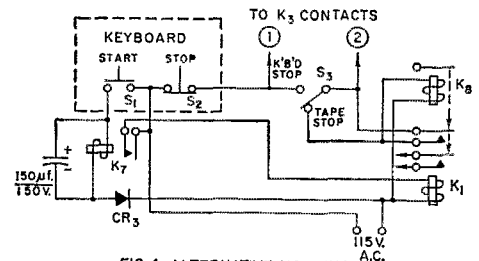 TO K3 CONTACTS
1 2
KEYBOARD
START STOP
S1 S2
K'B'D STOP
S3
TAPE STOP
K8
K7
150µf.
150V.
+
-
CR3
K1
115V.
A.C.